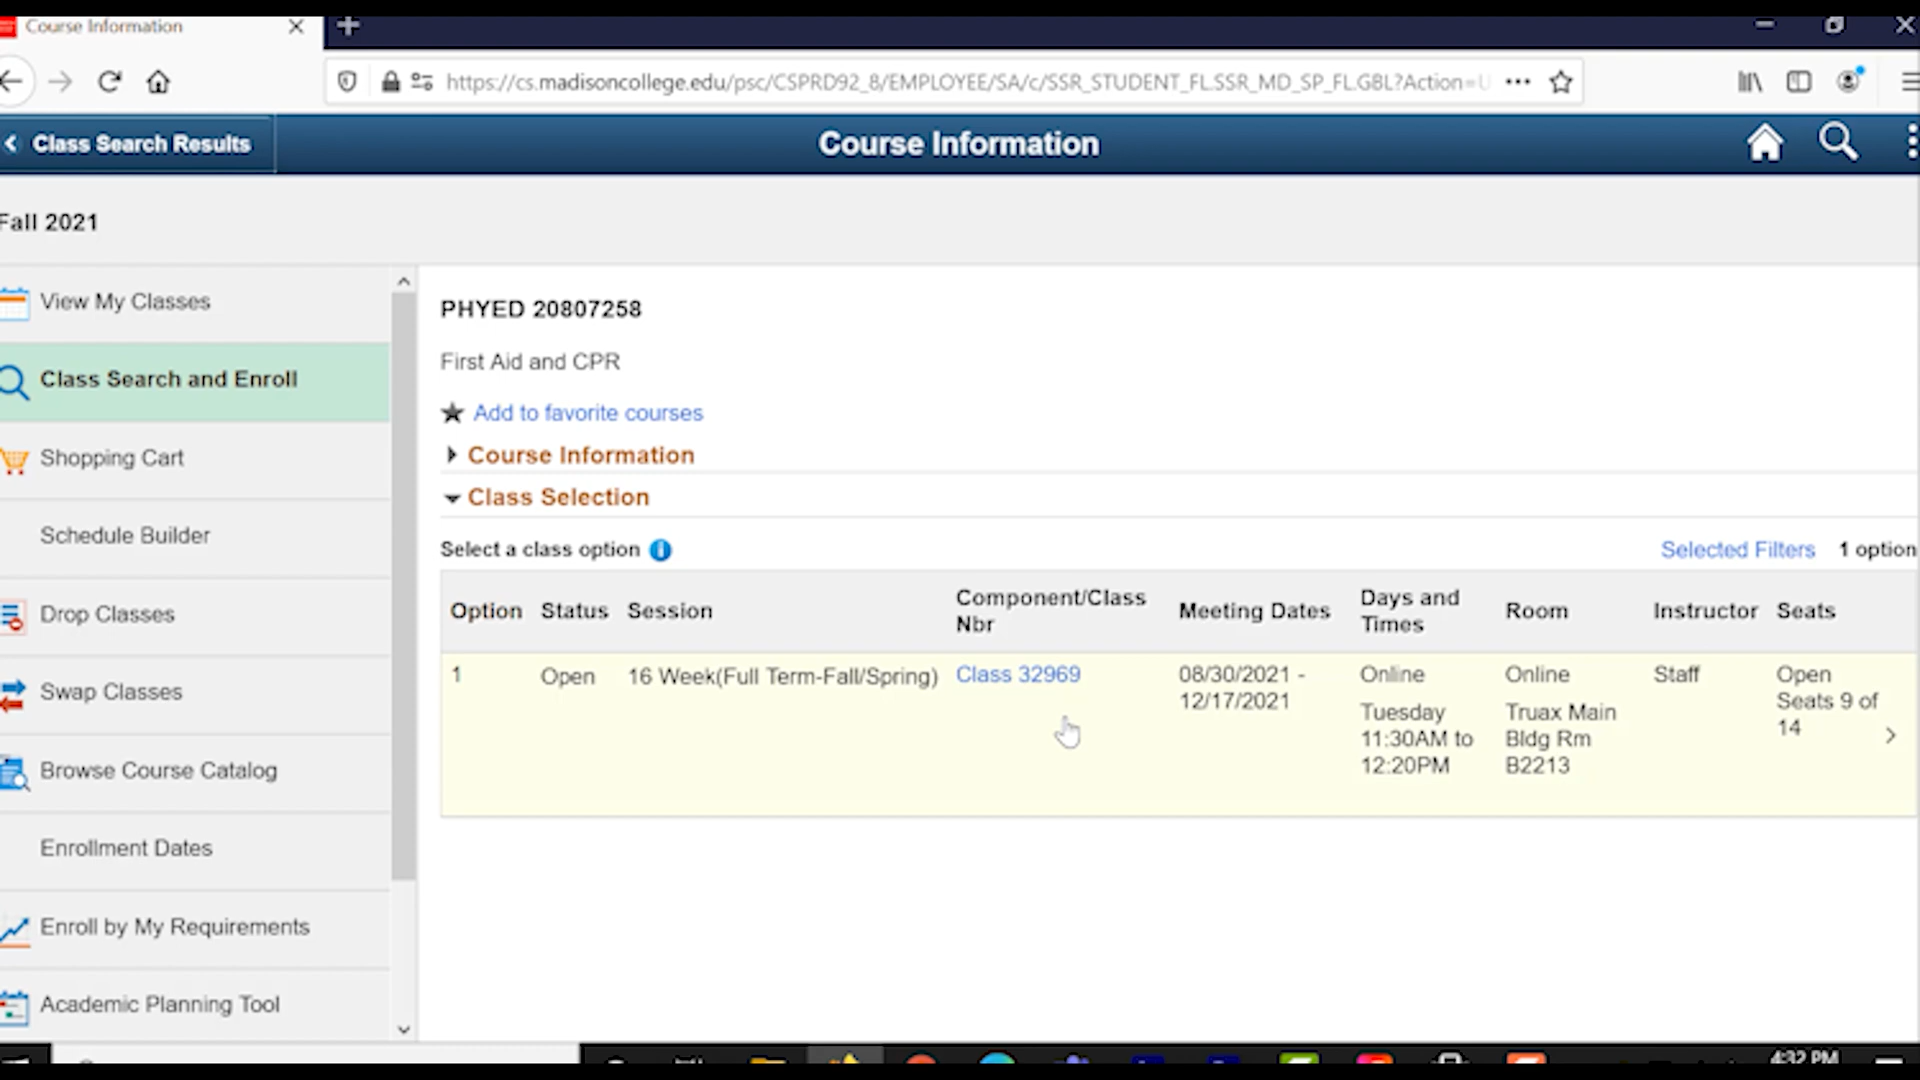 Course Information
https://cs.madisoncollege.edu/psc/CSPRD92_8/EMPLOYEE/SA/c/SSR_STUDENT_FL.SSR_MD_SP_FL.GBL?Action=U
Class Search Results
Course Information
Fall 2021
View My Classes
Class Search and Enroll
Shopping Cart
Schedule Builder
Drop Classes
Swap Classes
Browse Course Catalog
Enrollment Dates
Enroll by My Requirements
Academic Planning Tool
PHYED 20807258
First Aid and CPR
Add to favorite courses
Course Information
Class Selection
Select a class option
Selected Filters 1 option
Option Status Session Component/Class Nbr Meeting Dates Days and Times Room Instructor Seats
1 Open 16 Week(Full Term-Fall/Spring) Class 32969 08/30/2021 - Online Online Staff Open
12/17/2021 Seats 9 of
Tuesday Truax Main 14
11:30AM to Bldg Rm
12:20PM B2213
4:32 PM